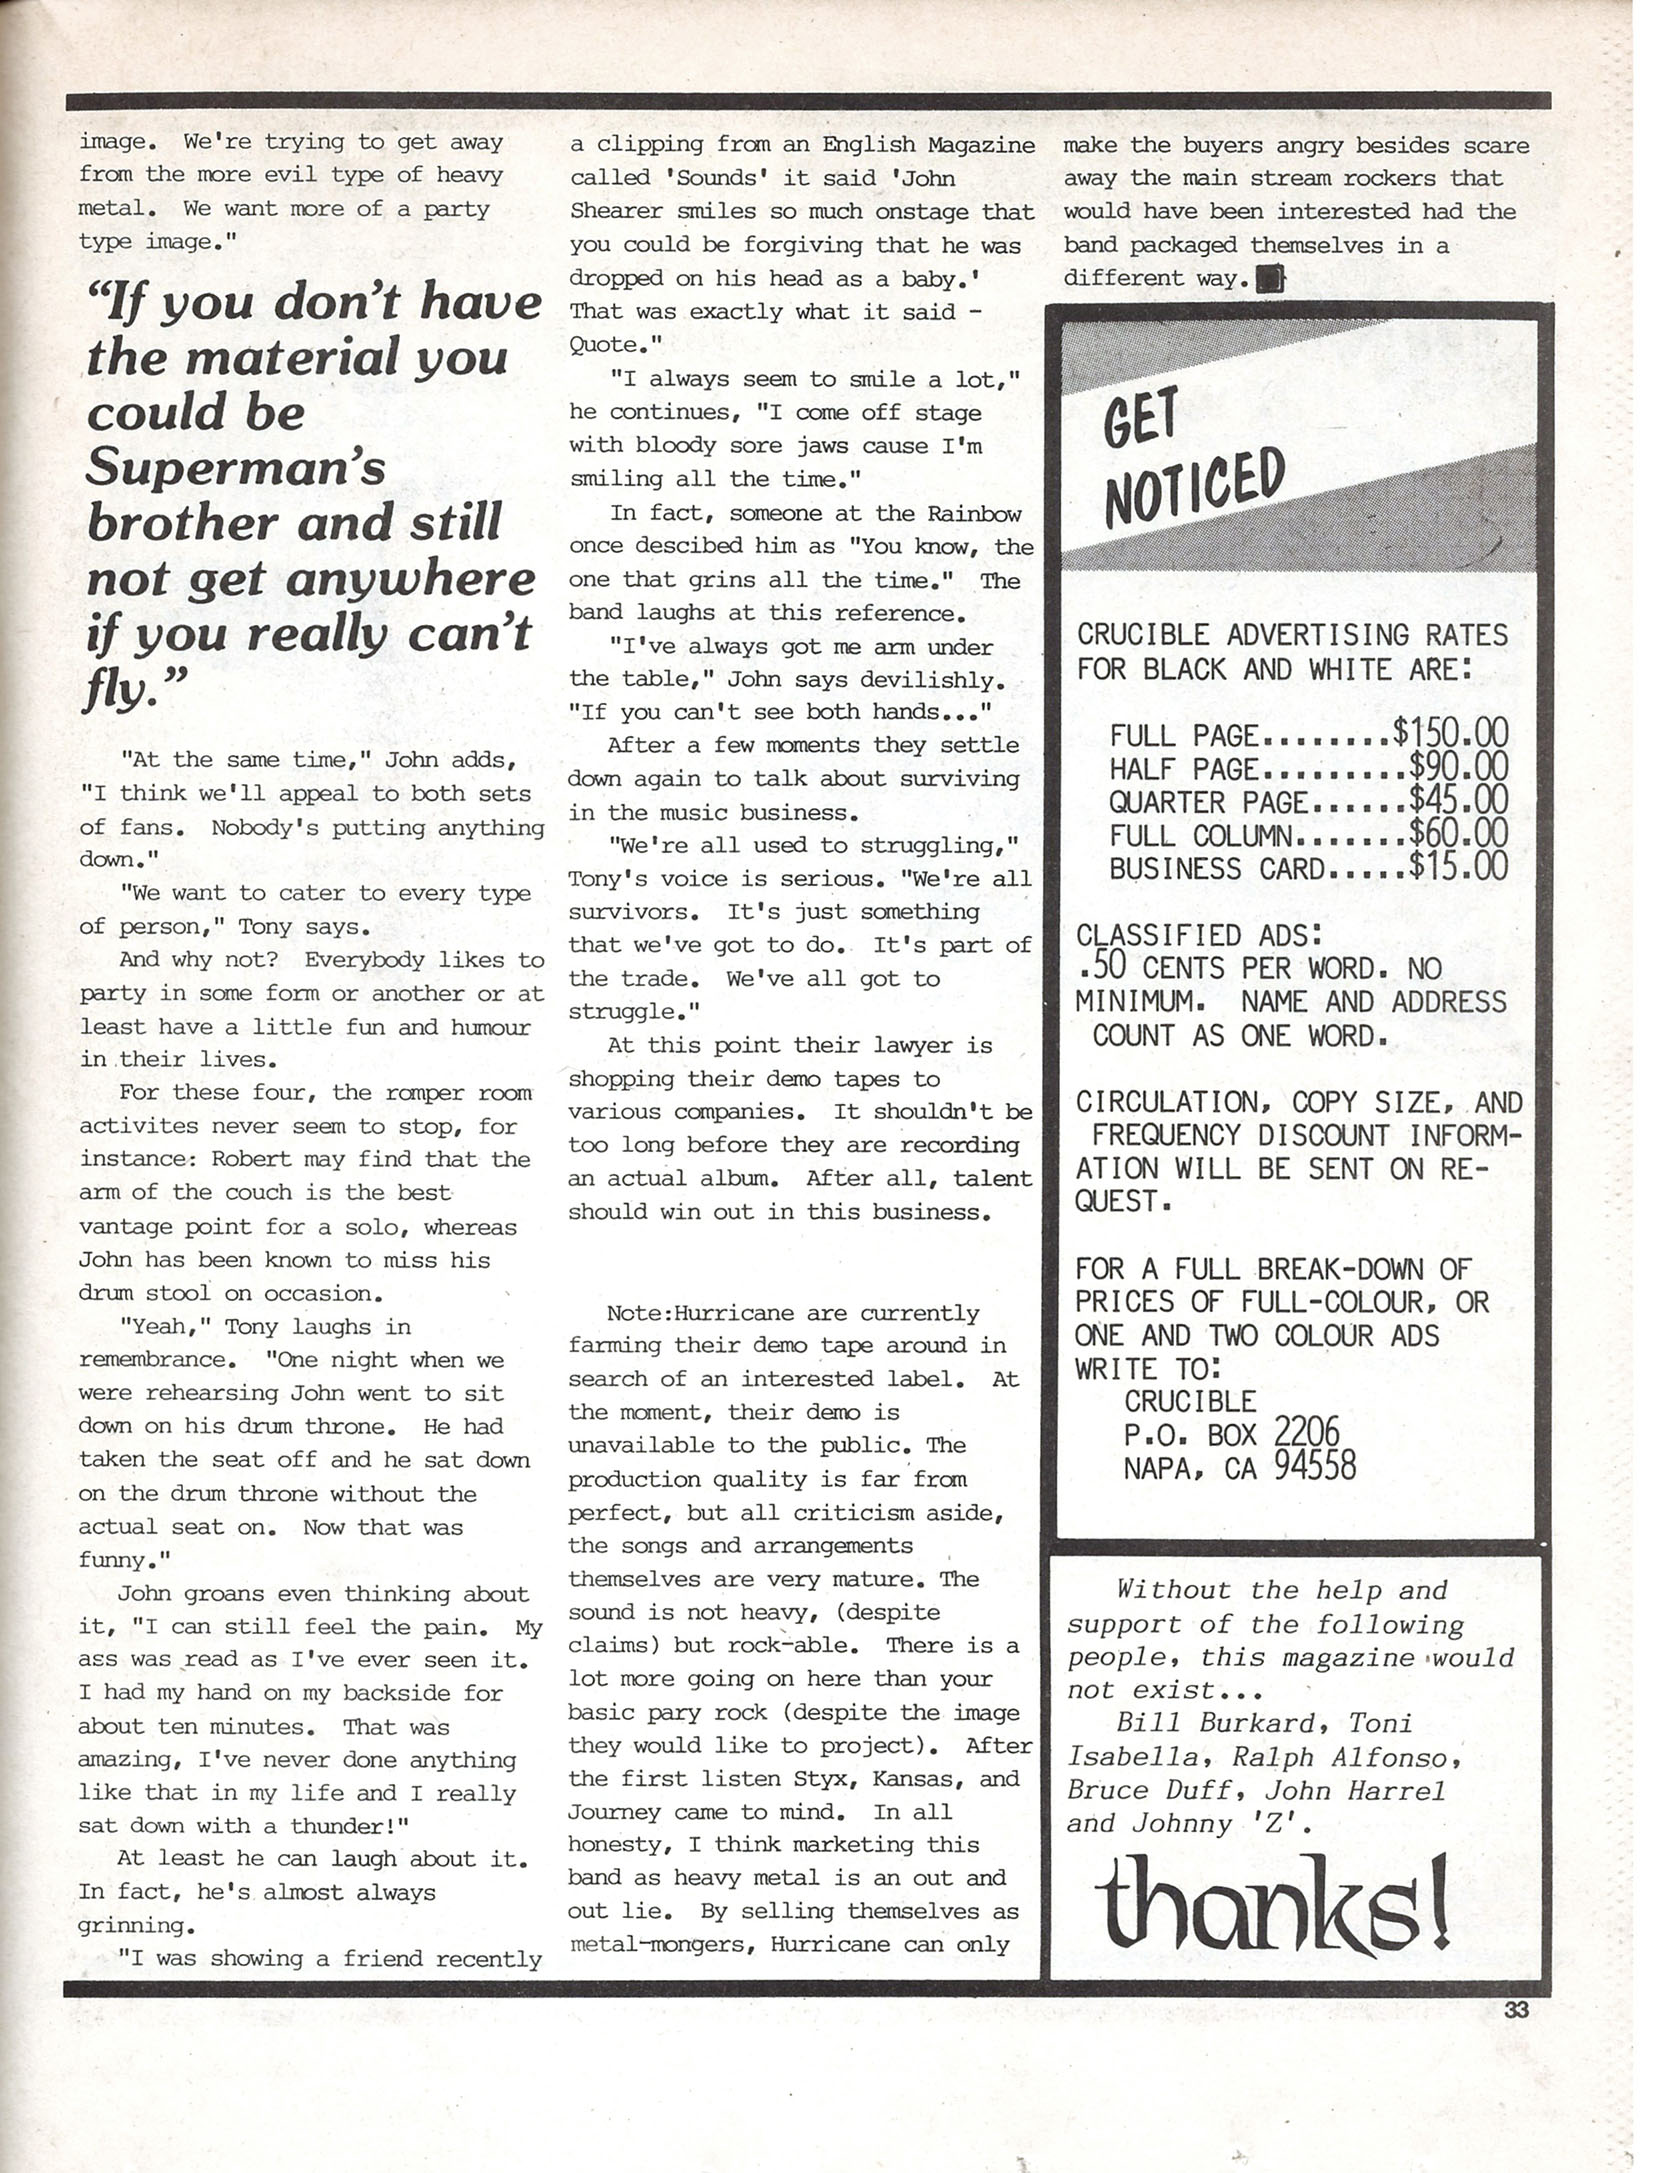 image.  We're trying to get away
from the more evil type of heavy
metal.  We want more of a party
type image."
“If you don't have
the material you
could be
Superman's
brother and still
not get anywhere
if you really can't
fly.”
"At the same time," John adds,
"I think we'll appeal to both sets
of fans.  Nobody's putting anything
down."
"We want to cater to every type
of person," Tony says.
And why not?  Everybody likes to
party in some form or another or at
least have a little fun and humour
in their lives.
For these four, the romper room
activites never seem to stop, for
instance: Robert may find that the
arm of the couch is the best
vantage point for a solo, whereas
John has been known to miss his
drum stool on occasion.
"Yeah," Tony laughs in
remembrance.  "One night when we
were rehearsing John went to sit
down on his drum throne.  He had
taken the seat off and he sat down
on the drum throne without the
actual seat on.  Now that was
funny."
John groans even thinking about
it, "I can still feel the pain.  My
ass was read as I've ever seen it.
I had my hand on my backside for
about ten minutes.  That was
amazing, I've never done anything
like that in my life and I really
sat down with a thunder!"
At least he can laugh about it.
In fact, he's almost always
grinning.
"I was showing a friend recently
a clipping from an English Magazine
called 'Sounds' it said 'John
Shearer smiles so much onstage that
you could be forgiving that he was
dropped on his head as a baby.'
That was exactly what it said -
Quote."
"I always seem to smile a lot,"
he continues, "I come off stage
with bloody sore jaws cause I'm
smiling all the time."
In fact, someone at the Rainbow
once descibed him as "You know, the
one that grins all the time."  The
band laughs at this reference.
"I've always got me arm under
the table," John says devilishly.
"If you can't see both hands..."
After a few moments they settle
down again to talk about surviving
in the music business.
"We're all used to struggling,"
Tony's voice is serious. "We're all
survivors.  It's just something
that we've got to do.  It's part of
the trade.  We've all got to
struggle."
At this point their lawyer is
shopping their demo tapes to
various companies.  It shouldn't be
too long before they are recording
an actual album.  After all, talent
should win out in this business.
Note:Hurricane are currently
farming their demo tape around in
search of an interested label.  At
the moment, their demo is
unavailable to the public. The
production quality is far from
perfect, but all criticism aside,
the songs and arrangements
themselves are very mature. The
sound is not heavy, (despite
claims) but rock-able.  There is a
lot more going on here than your
basic pary rock (despite the image
they would like to project).  After
the first listen Styx, Kansas, and
Journey came to mind.  In all
honesty, I think marketing this
band as heavy metal is an out and
out lie.  By selling themselves as
metal-mongers, Hurricane can only
make the buyers angry besides scare
away the main stream rockers that
would have been interested had the
band packaged themselves in a
different way.
GET
NOTICED
CRUCIBLE ADVERTISING RATES
FOR BLACK AND WHITE ARE:
FULL PAGE........$150.00
HALF PAGE.........$90.00
QUARTER PAGE......$45.00
FULL COLUMN.......$60.00
BUSINESS CARD.....$15.00
CLASSIFIED ADS:
.50 CENTS PER WORD. NO
MINIMUM.  NAME AND ADDRESS
COUNT AS ONE WORD.
CIRCULATION, COPY SIZE, AND
FREQUENCY DISCOUNT INFORM-
ATION WILL BE SENT ON RE-
QUEST.
FOR A FULL BREAK-DOWN OF
PRICES OF FULL-COLOUR, OR
ONE AND TWO COLOUR ADS
WRITE TO:
CRUCIBLE
P.O. BOX 2206
NAPA, CA 94558
Without the help and
support of the following
people, this magazine would
not exist...
Bill Burkard, Toni
Isabella, Ralph Alfonso,
Bruce Duff, John Harrel
and Johnny 'Z'.
thanks!
33